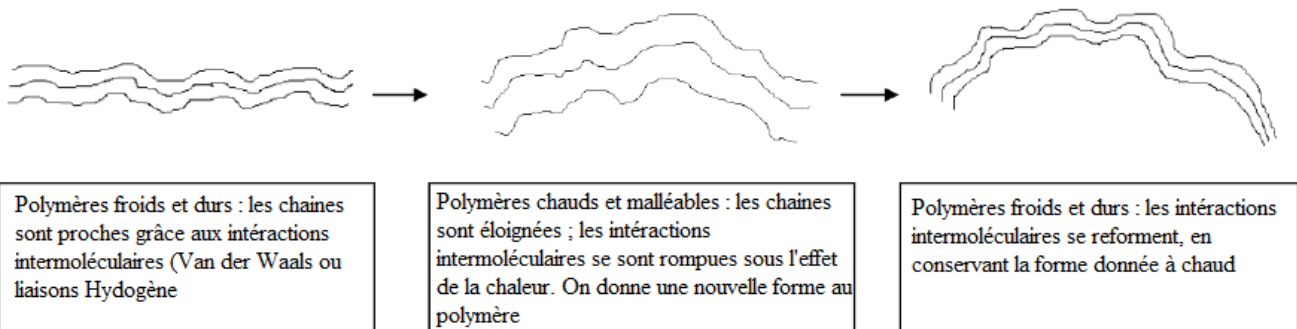 Polymères froids et durs : les chaines
sont proches grâce aux intéractions
intermoléculaires (Van der Waals ou
liaisons Hydogène
Polymères chauds et malléables : les chaines
sont éloignées ; les intéractions
intermoléculaires se sont rompues sous l'effet
de la chaleur. On donne une nouvelle forme au
polymère
Polymères froids et durs : les intéractions
intermoléculaires se reforment, en
conservant la forme donnée à chaud